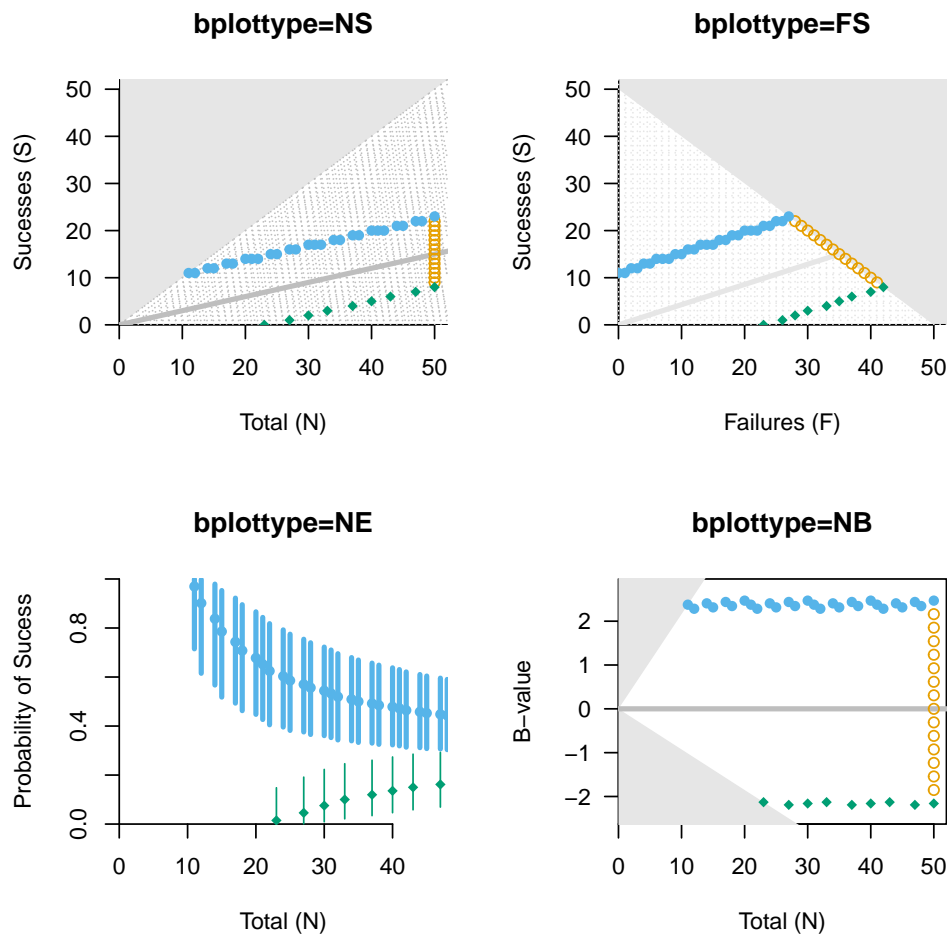 bplottype=NS
Sucesses (S)
50
40
30
20
10
0
0 10 20 30 40 50
Total (N)
bplottype=FS
Sucesses (S)
50
40
30
20
10
0
0 10 20 30 40 50
Failures (F)
bplottype=NE
Probability of Sucess
0.8
0.4
0.0
0 10 20 30 40
Total (N)
bplottype=NB
B−value
2
1
0
−1
−2
0 10 20 30 40 50
Total (N)